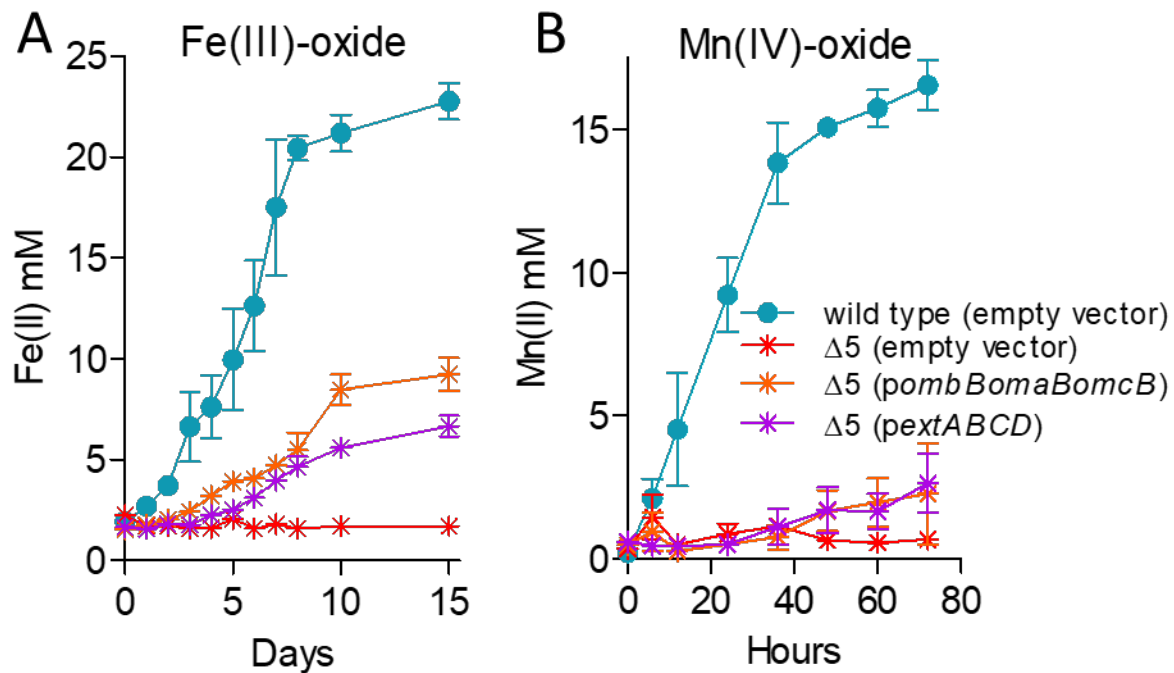 A
Fe(III)-oxide
25
20
15
10
5
0
Fe(II) mM
0 5 10 15
Days
B
Mn(IV)-oxide
15
10
5
0
Mn(II) mM
0 20 40 60 80
Hours
wild type (empty vector)
Δ5 (empty vector)
Δ5 (pombBomaBomcB)
Δ5 (pextABCD)